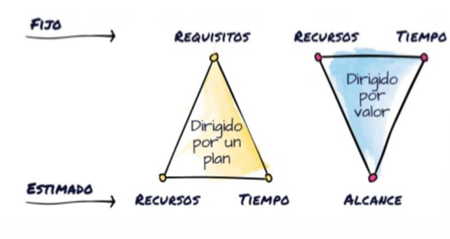 FIJO
REQUISITOS
RECURSOS
TIEMPO
Dirigido
por un
plan
Dirigido
por
valor
ESTIMADO
RECURSOS
TIEMPO
ALCANCE